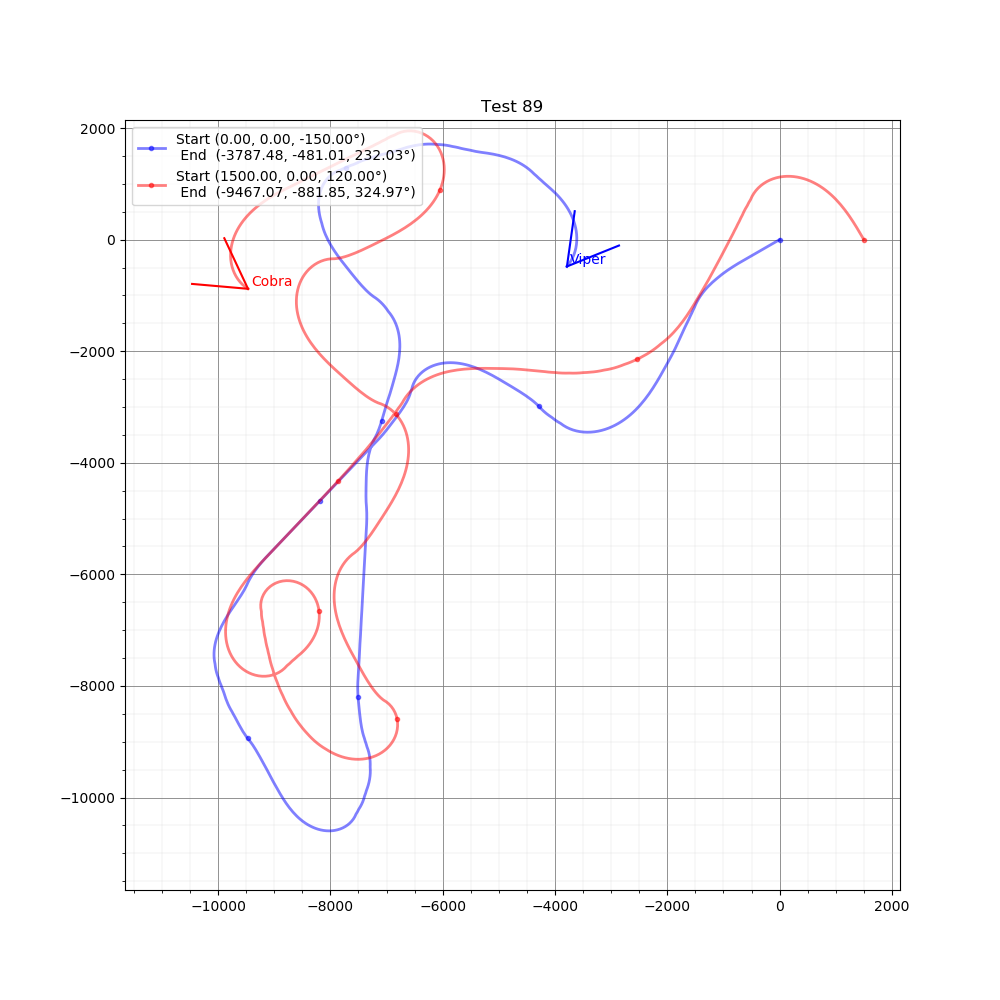 Test 89
Start (0.00, 0.00, -150.00°)
End  (-3787.48, -481.01, 232.03°)
Start (1500.00, 0.00, 120.00°)
End  (-9467.07, -881.85, 324.97°)
Viper
Cobra
2000
0
−2000
−4000
−6000
−8000
−10000
−10000
−8000
−6000
−4000
−2000
0
2000